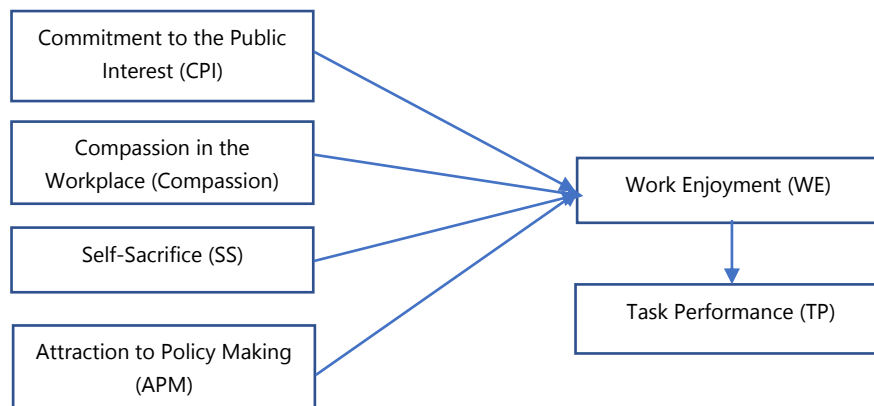 Commitment to the Public
Interest (CPI)
Compassion in the
Workplace (Compassion)
Self-Sacrifice (SS)
Attraction to Policy Making
(APM)
Work Enjoyment (WE)
Task Performance (TP)